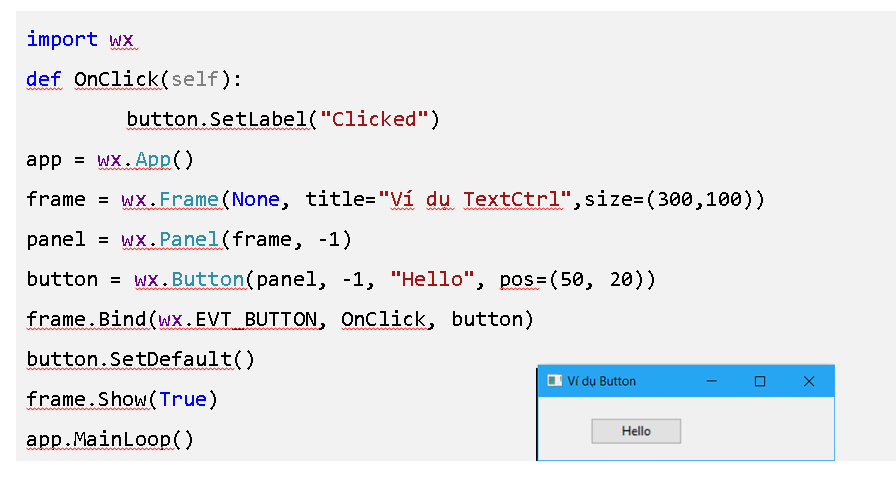 import wx
def OnClick(self):
button.SetLabel("Clicked")
app = wx.App()
frame = wx.Frame(None, title="Ví dụ TextCtrl",size=(300,100))
panel = wx.Panel(frame, -1)
button = wx.Button(panel, -1, "Hello", pos=(50, 20))
frame.Bind(wx.EVT_BUTTON, OnClick, button)
button.SetDefault()
frame.Show(True)
app.MainLoop()
Ví dụ Button
Hello